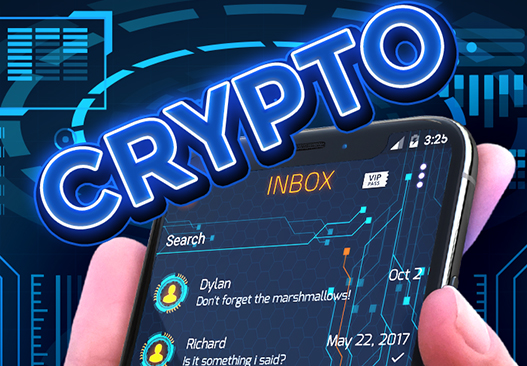 CRYPTO
3:25
INBOX
VIP
PASS
Search
Dylan
Oct 2
Don't forget the marshmallows!
Richard
May 22, 2017
Is it something i said?